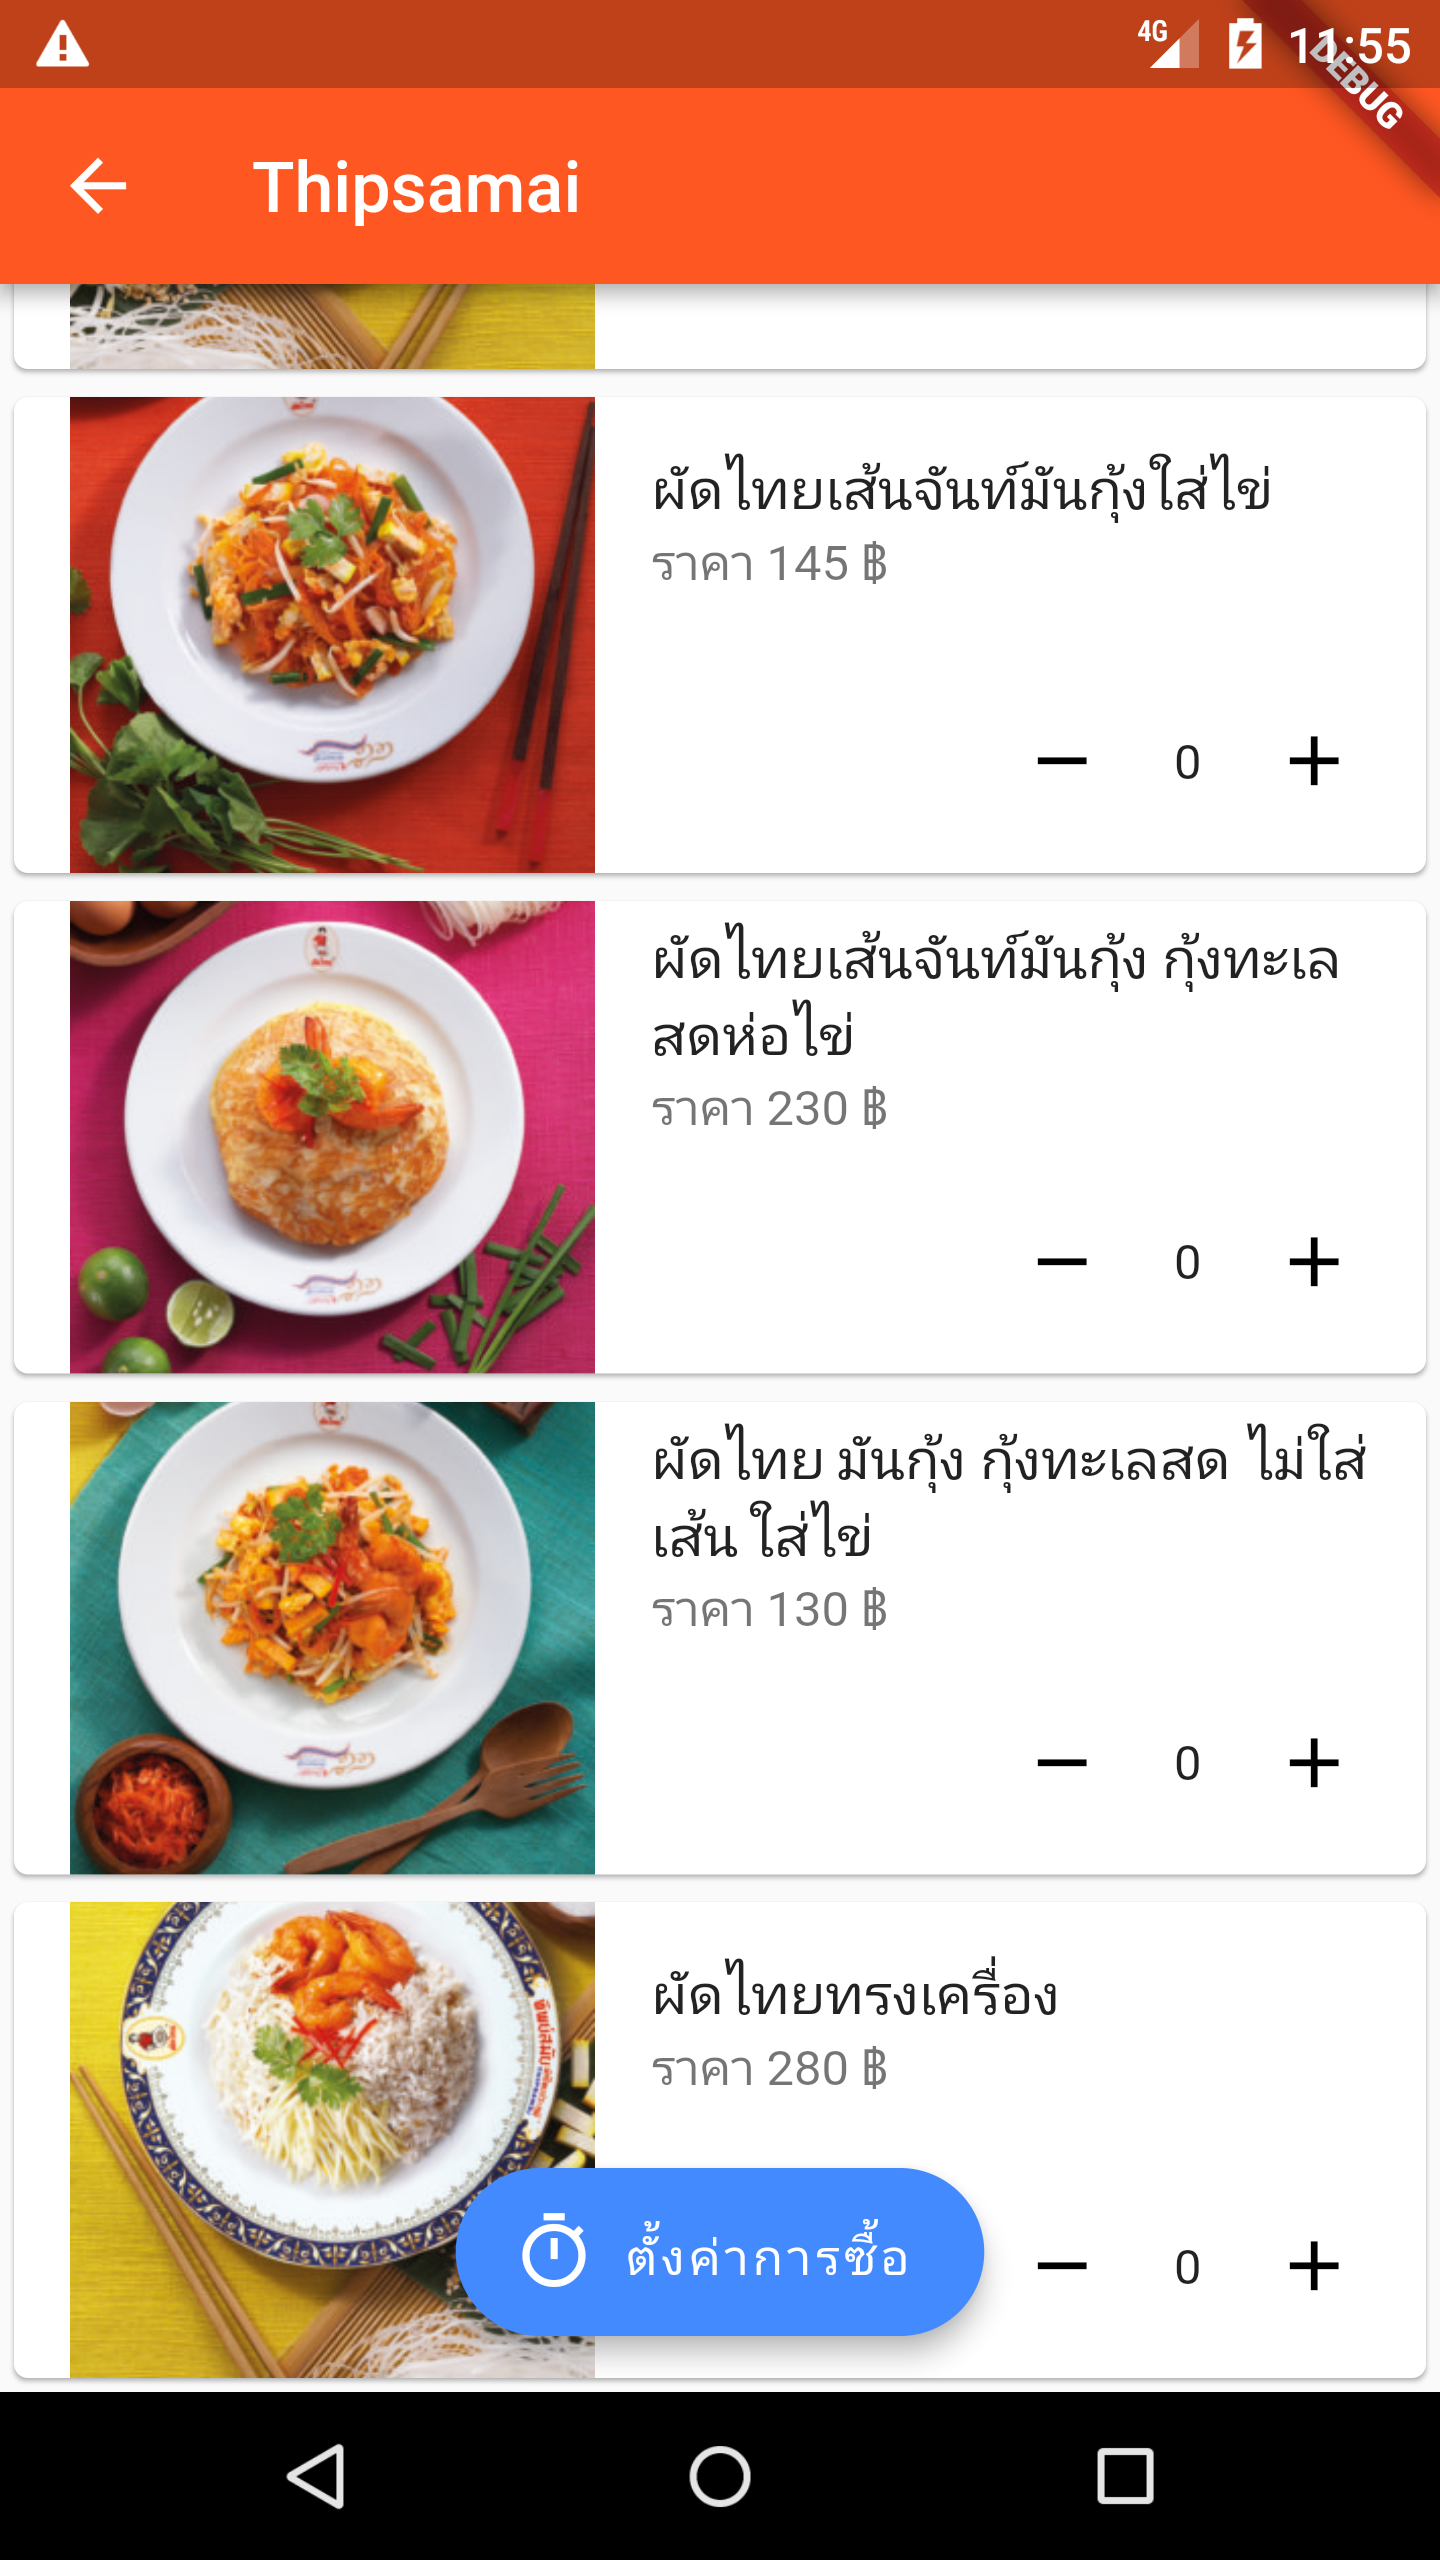 4G
11:55
DEBUG
Thipsamai
ผัดไทยเส้นจันท์มันกุ้งใส่ไข่
ราคา 145 ฿
0
ผัดไทยเส้นจันท์มันกุ้ง กุ้งทะเล
สดห่อไข่
ราคา 230 ฿
0
ผัดไทย มันกุ้ง กุ้งทะเลสด ไม่ใส่
เส้น ใส่ไข่
ราคา 130 ฿
0
ผัดไทยทรงเครื่อง
ราคา 280 ฿
ตั้งค่าการซื้อ
0